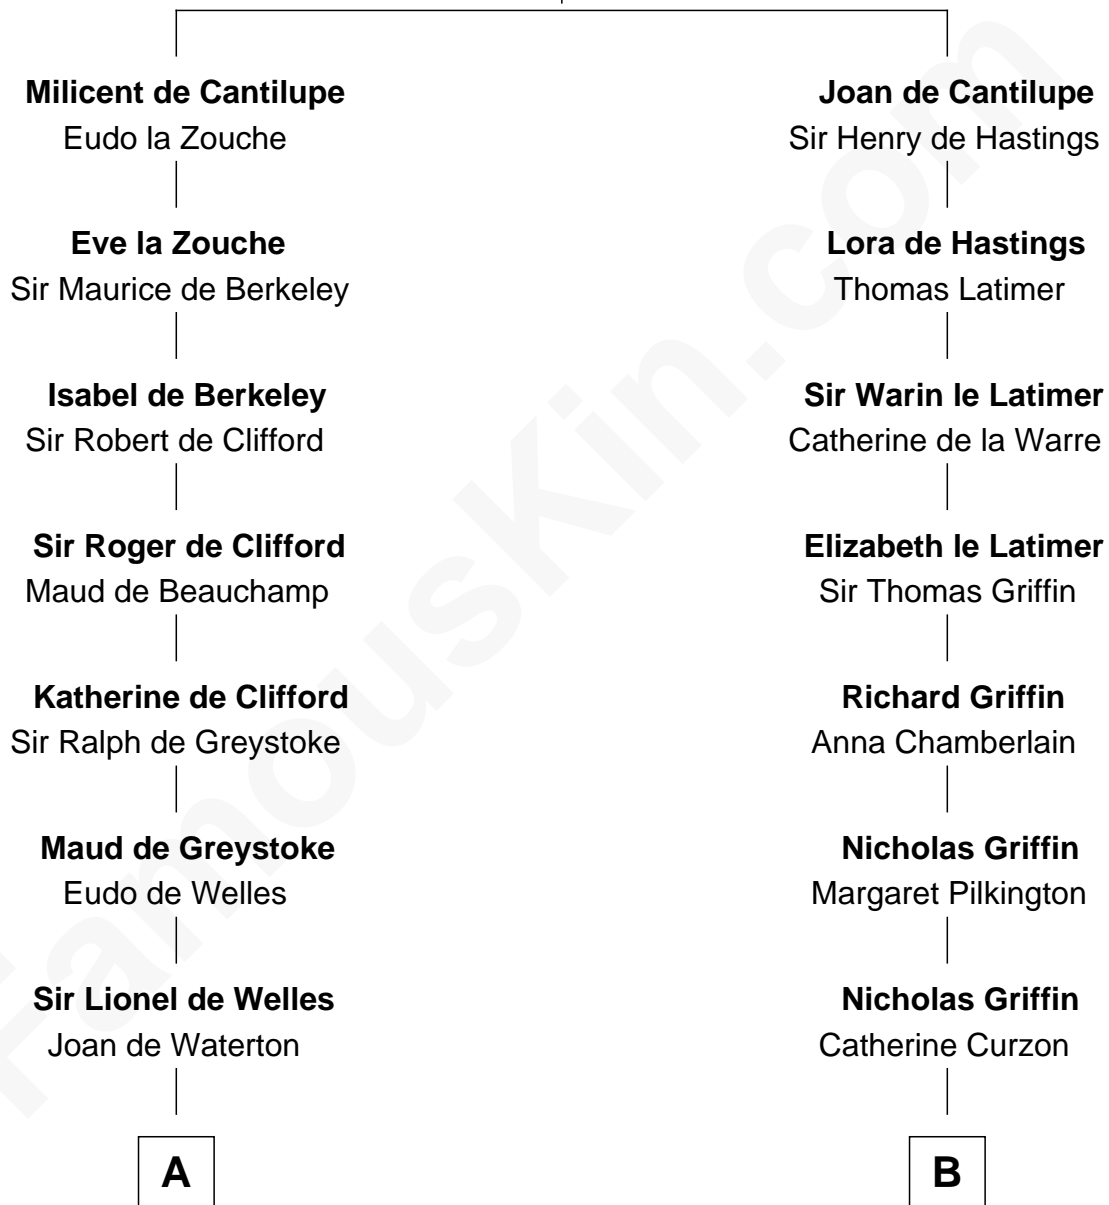 Milicent de Cantilupe
Eudo la Zouche
Eve la Zouche
Sir Maurice de Berkeley
Isabel de Berkeley
Sir Robert de Clifford
Sir Roger de Clifford
Maud de Beauchamp
Katherine de Clifford
Sir Ralph de Greystoke
Maud de Greystoke
Eudo de Welles
Sir Lionel de Welles
Joan de Waterton
A
Joan de Cantilupe
Sir Henry de Hastings
Lora de Hastings
Thomas Latimer
Sir Warin le Latimer
Catherine de la Warre
Elizabeth le Latimer
Sir Thomas Griffin
Richard Griffin
Anna Chamberlain
Nicholas Griffin
Margaret Pilkington
Nicholas Griffin
Catherine Curzon
B
FamousKin.com